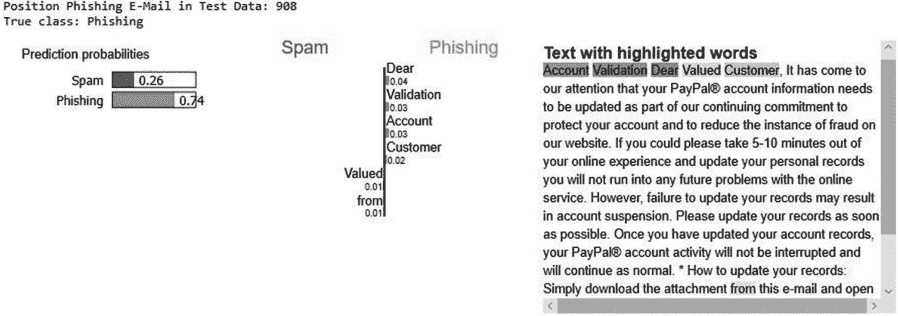 Position Phishing E-Mail in Test Data: 908
True class: Phishing
Prediction probabilities
Spam 0.26
Phishing 0.74
Spam Phishing
Dear
0.04
Validation
0.03
Account
0.03
Customer
0.02
Valued
0.01
from
0.01
Text with highlighted words
Account Validation Dear Valued Customer, It has come to
our attention that your PayPal® account information needs
to be updated as part of our continuing commitment to
protect your account and to reduce the instance of fraud on
our website. If you could please take 5-10 minutes out of
your online experience and update your personal records
you will not run into any future problems with the online
service. However, failure to update your records may result
in account suspension. Please update your records as soon
as possible. Once you have updated your account records,
your PayPal® account activity will not be interrupted and
will continue as normal. * How to update your records:
Simply download the attachment from this e-mail and open